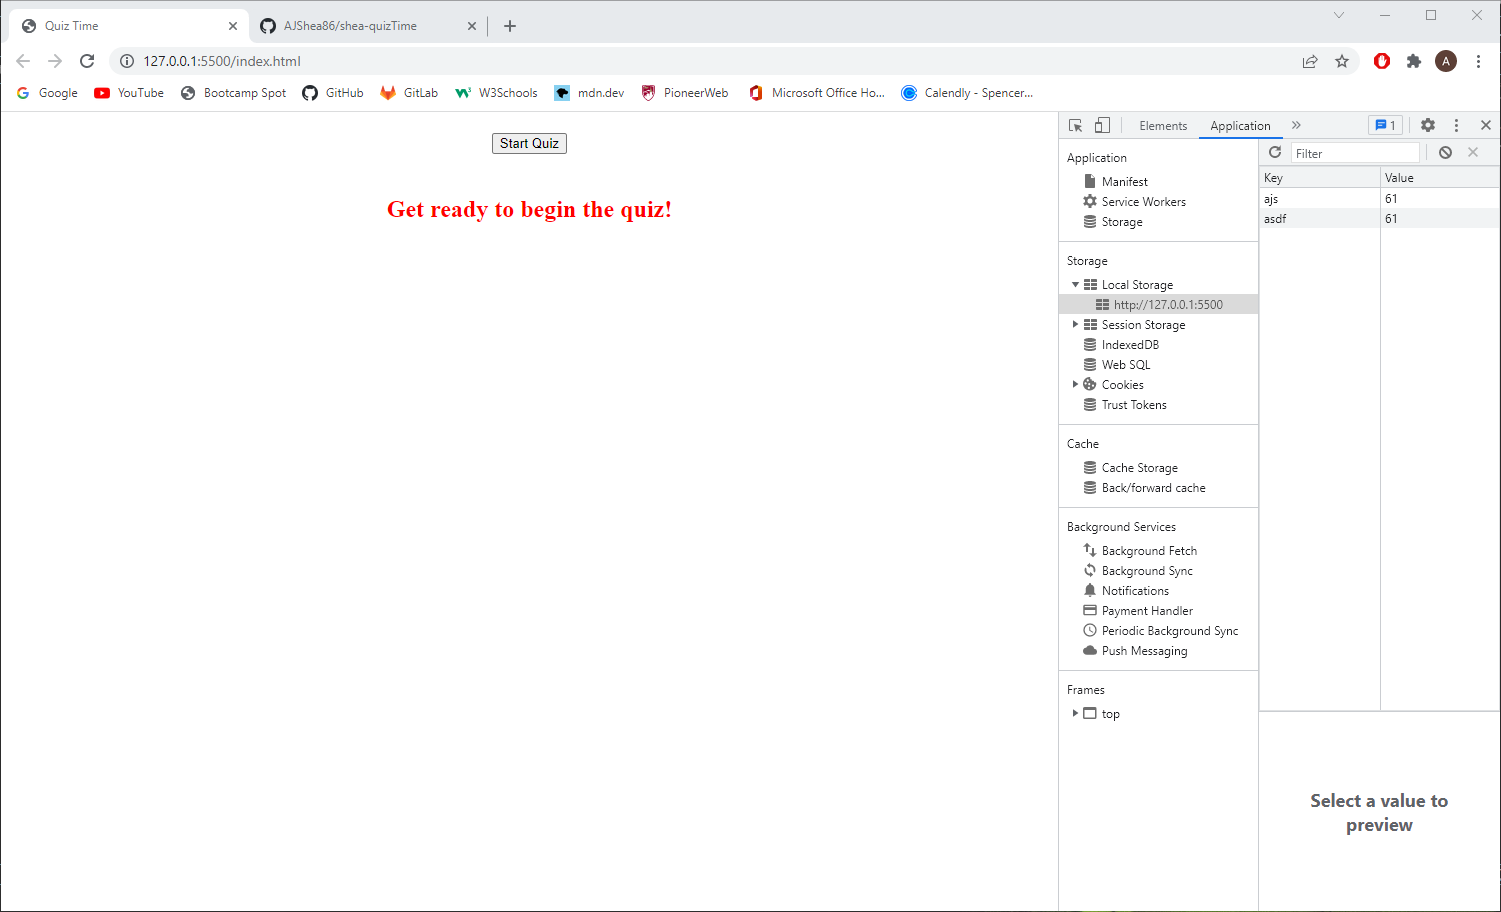 Quiz Time
AJShea86/shea-quizTime
127.0.0.1:5500/index.html
A
Google
YouTube
Bootcamp Spot
GitHub
GitLab
W3Schools
mdn.dev
PioneerWeb
Microsoft Office Ho...
Calendly - Spencer...
Start Quiz
Get ready to begin the quiz!
Elements
Application
1
Application
Manifest
Service Workers
Storage
Storage
Local Storage
http://127.0.0.1:5500
Session Storage
IndexedDB
Web SQL
Cookies
Trust Tokens
Cache
Cache Storage
Back/forward cache
Background Services
Background Fetch
Background Sync
Notifications
Payment Handler
Periodic Background Sync
Push Messaging
Frames
top
Filter
Key Value
ajs 61
asdf 61
Select a value to
preview